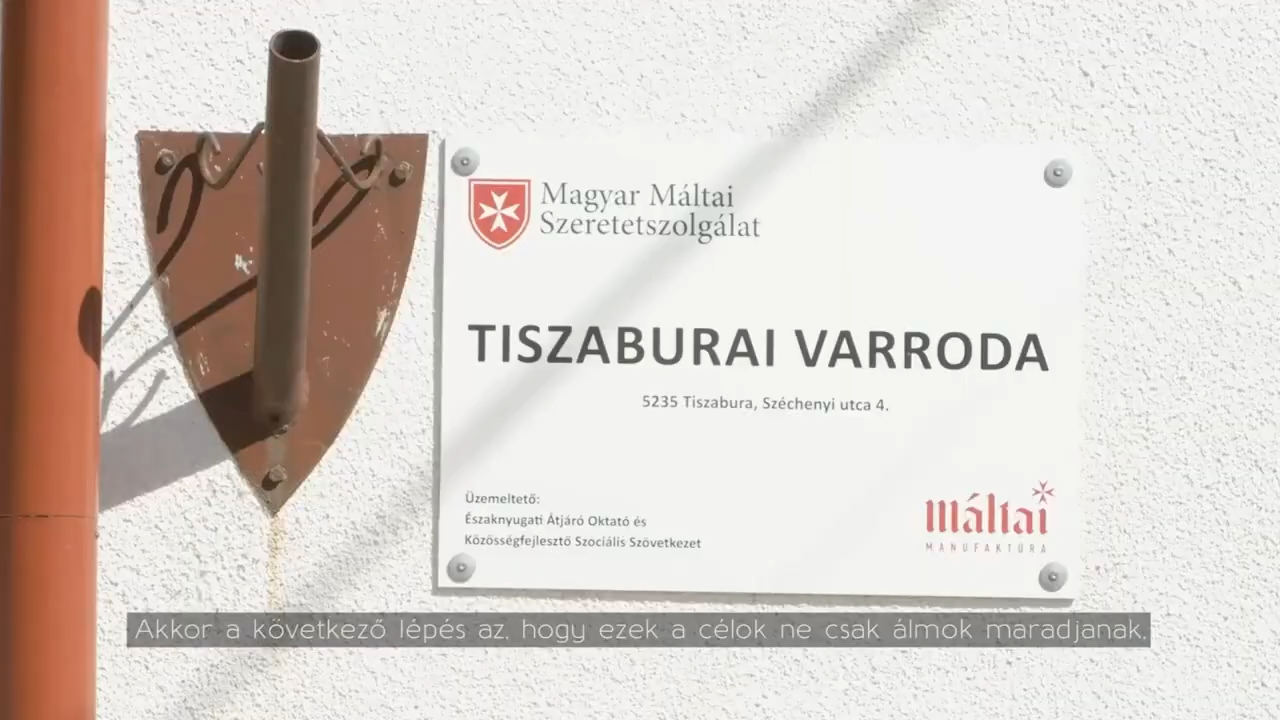 Magyar Máltai
Szeretetszolgálat
TISZABURAI VARRODA
5235 Tiszabura, Széchenyi utca 4.
Üzemeltető:
Északnyugati Átjáró Oktató és
Közösségfejlesztő Szociális Szövetkezet
máltai
MANUFAKTÚRA
Akkor a következő lépés az, hogy ezek a célok ne csak álmok maradjanak.